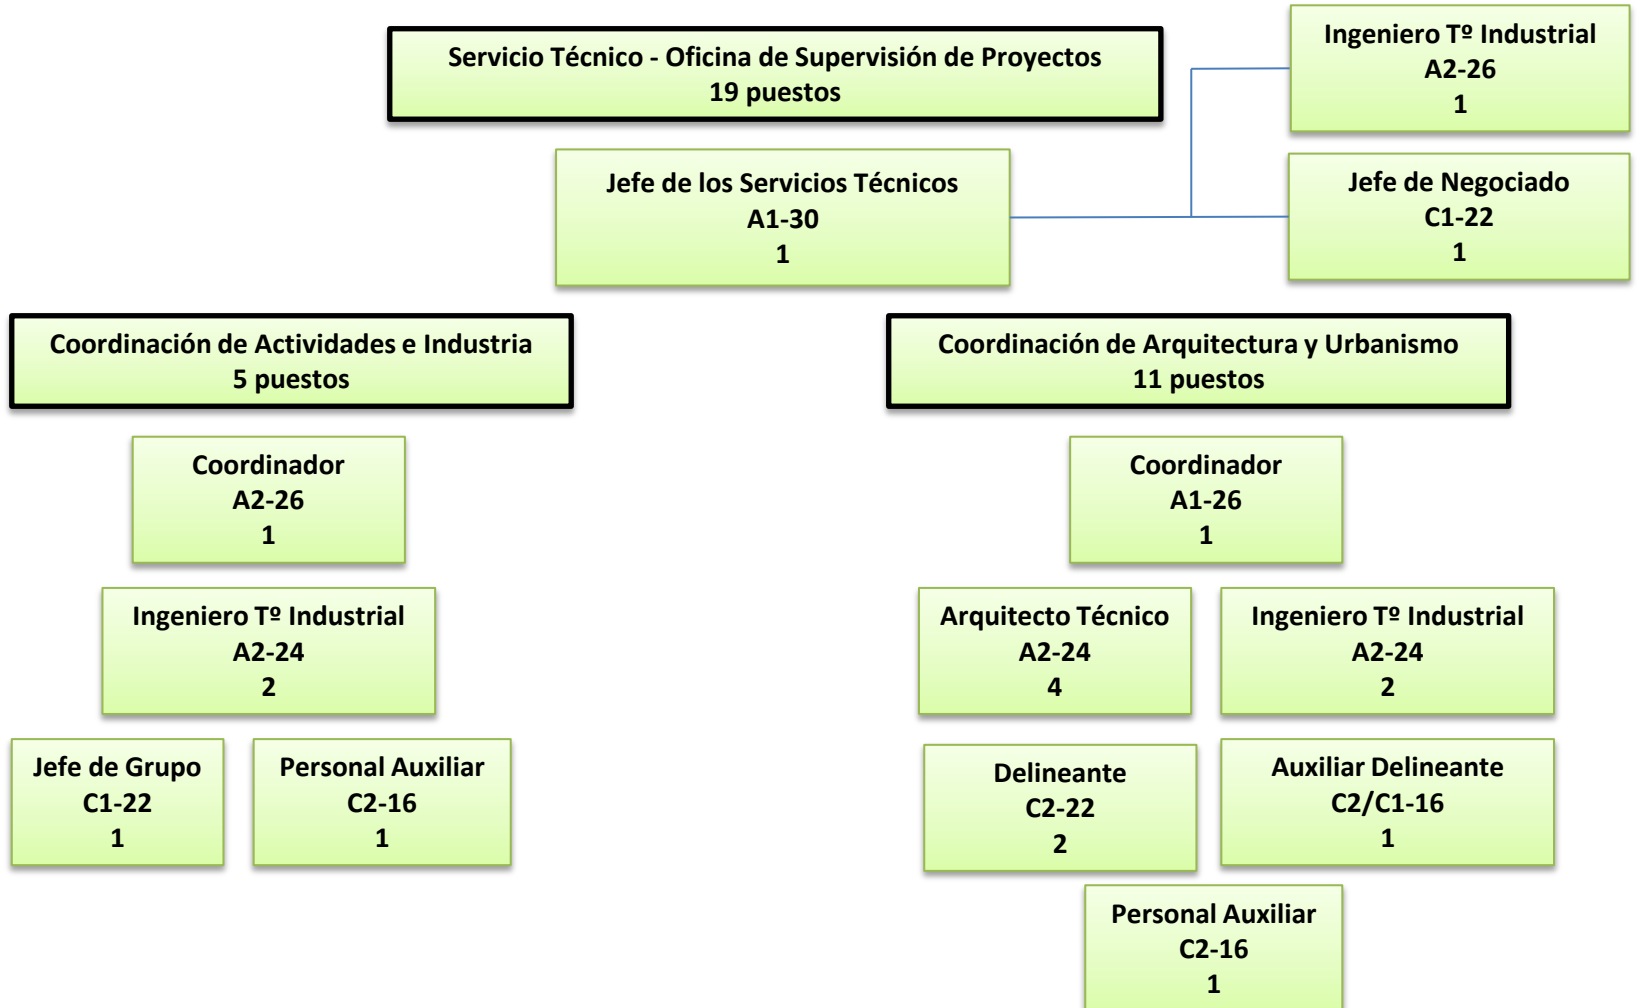 Servicio Técnico - Oficina de Supervisión de Proyectos
19 puestos
Ingeniero Tº Industrial
A2-26
1
Jefe de los Servicios Técnicos
A1-30
1
Jefe de Negociado
C1-22
1
Coordinación de Actividades e Industria
5 puestos
Coordinador
A2-26
1
Ingeniero Tº Industrial
A2-24
2
Jefe de Grupo
C1-22
1
Personal Auxiliar
C2-16
1
Coordinación de Arquitectura y Urbanismo
11 puestos
Coordinador
A1-26
1
Arquitecto Técnico
A2-24
4
Ingeniero Tº Industrial
A2-24
2
Delineante
C2-22
2
Auxiliar Delineante
C2/C1-16
1
Personal Auxiliar
C2-16
1